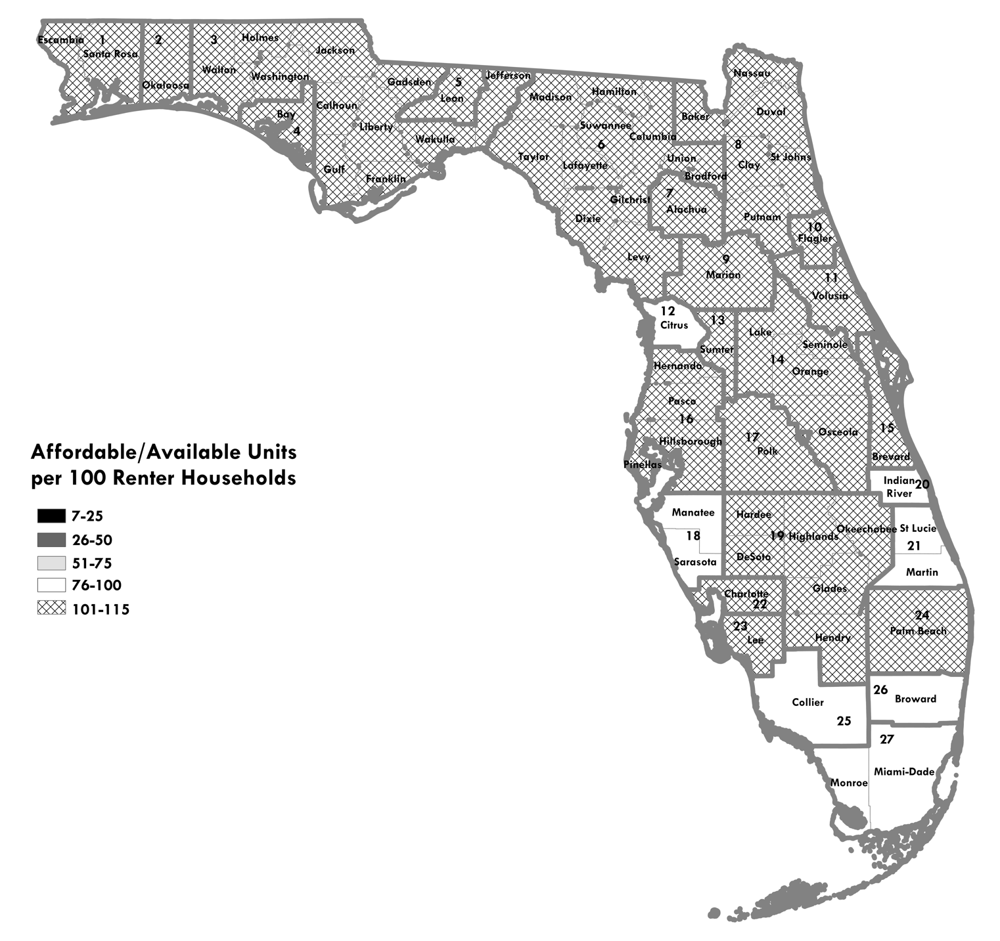 Escambia
1
Santa Rosa
2
Okaloosa
3
Walton
Holmes
Washington
Jackson
Bay
4
Calhoun
Gulf
Liberty
Franklin
Gadsden
5
Leon
Wakulla
Jefferson
Madison
Taylor
Hamilton
Suwannee
6
Columbia
Lafayette
Dixie
Gilchrist
Levy
Baker
Union
Bradford
7
Alachua
Nassau
Duval
8
Clay
St Johns
Putnam
9
Marion
10
Flagler
11
Volusia
12
Citrus
13
Sumter
Lake
Seminole
14
Orange
Osceola
Hernando
Pasco
16
Hillsborough
Pinellas
17
Polk
15
Brevard
Indian
River
20
Manatee
18
Sarasota
Hardee
19
Highlands
Okeechobee
DeSoto
Glades
Hendry
St Lucie
21
Martin
Charlotte
22
23
Lee
24
Palm Beach
Collier
25
26
Broward
27
Miami-Dade
Monroe
Affordable/Available Units
per 100 Renter Households
7-25
26-50
51-75
76-100
101-115